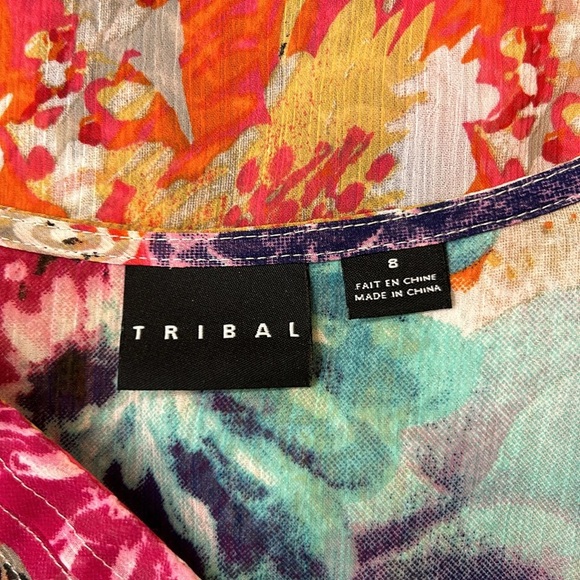 TRIBAL
8
FAIT EN CHINE
MADE IN CHINA